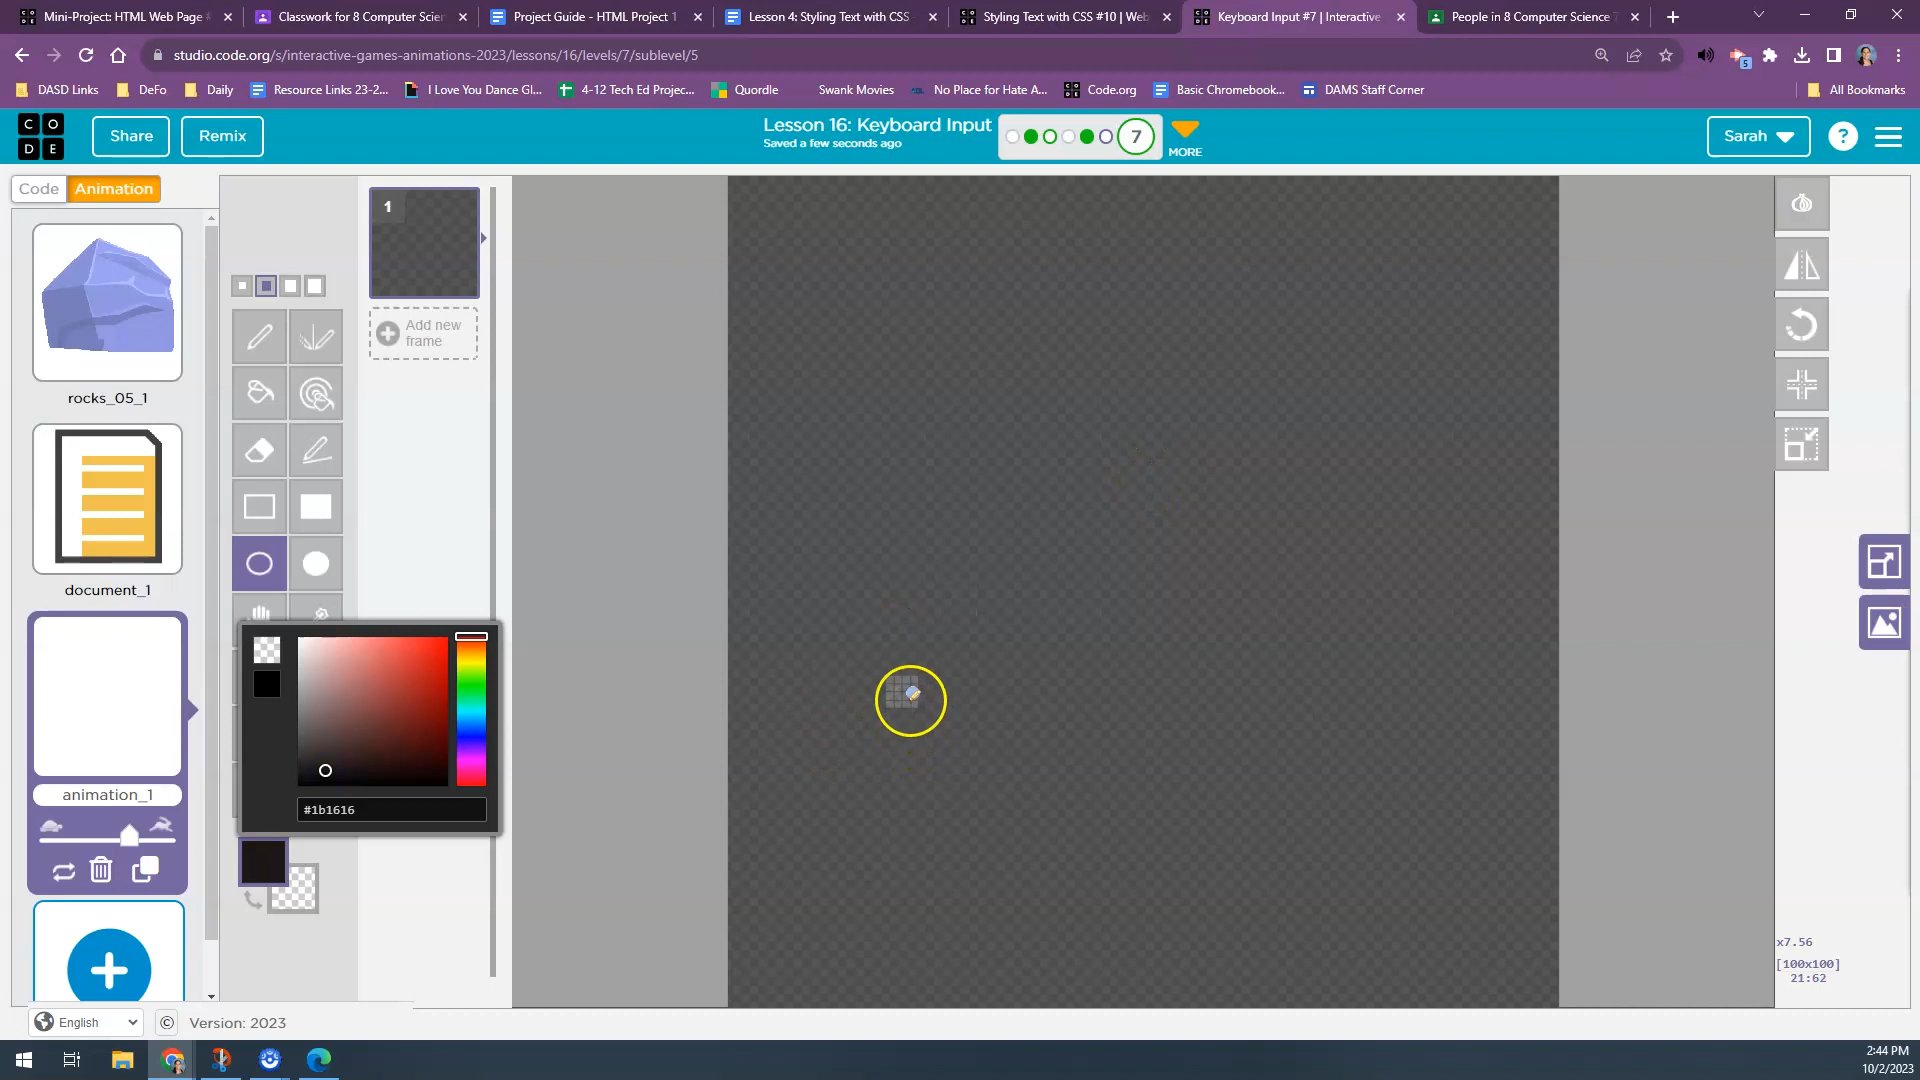 Mini-Project: HTML Web Page
Classwork for 8 Computer Scien
Project Guide - HTML Project 1
Lesson 4: Styling Text with CSS
Styling Text with CSS #10 | Web
Keyboard Input #7 | Interactive
People in 8 Computer Science 7
studio.code.org/s/interactive-games-animations-2023/lessons/16/levels/7/sublevel/5
5
DASD Links
DeFo
Daily
Resource Links 23-2...
I Love You Dance Gl...
4-12 Tech Ed Projec...
Quordle
Swank Movies
No Place for Hate A...
Code.org
Basic Chromebook...
DAMS Staff Corner
All Bookmarks
C O
D E
Share
Remix
Lesson 16: Keyboard Input
Saved a few seconds ago
7
MORE
Sarah
?
Code
Animation
1
Add new
frame
rocks_05_1
document_1
animation_1
#1b1616
x7.56
[100x100]
21:62
English
©
Version: 2023
2:44 PM
10/2/2023